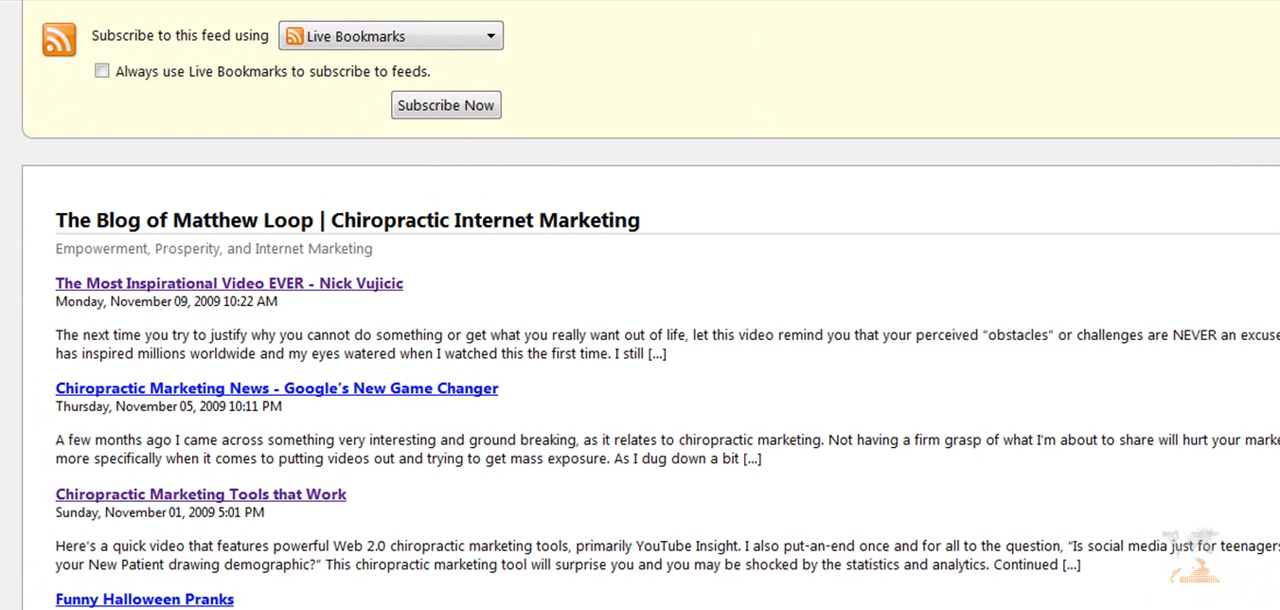 Subscribe to this feed using Live Bookmarks
Always use Live Bookmarks to subscribe to feeds.
Subscribe Now
The Blog of Matthew Loop | Chiropractic Internet Marketing
Empowerment, Prosperity, and Internet Marketing
The Most Inspirational Video EVER - Nick Vujicic
Monday, November 09, 2009 10:22 AM
The next time you try to justify why you cannot do something or get what you really want out of life, let this video remind you that your perceived “obstacles” or challenges are NEVER an excuse
has inspired millions worldwide and my eyes watered when I watched this the first time. I still [...]
Chiropractic Marketing News - Google’s New Game Changer
Thursday, November 05, 2009 10:11 PM
A few months ago I came across something very interesting and ground breaking, as it relates to chiropractic marketing. Not having a firm grasp of what I’m about to share will hurt your marke
more specifically when it comes to putting videos out and trying to get mass exposure. As I dug down a bit [...]
Chiropractic Marketing Tools that Work
Sunday, November 01, 2009 5:01 PM
Here’s a quick video that features powerful Web 2.0 chiropractic marketing tools, primarily YouTube Insight. I also put-an-end once and for all to the question, “Is social media just for teenagers
your New Patient drawing demographic?” This chiropractic marketing tool will surprise you and you may be shocked by the statistics and analytics. Continued [...]
Funny Halloween Pranks